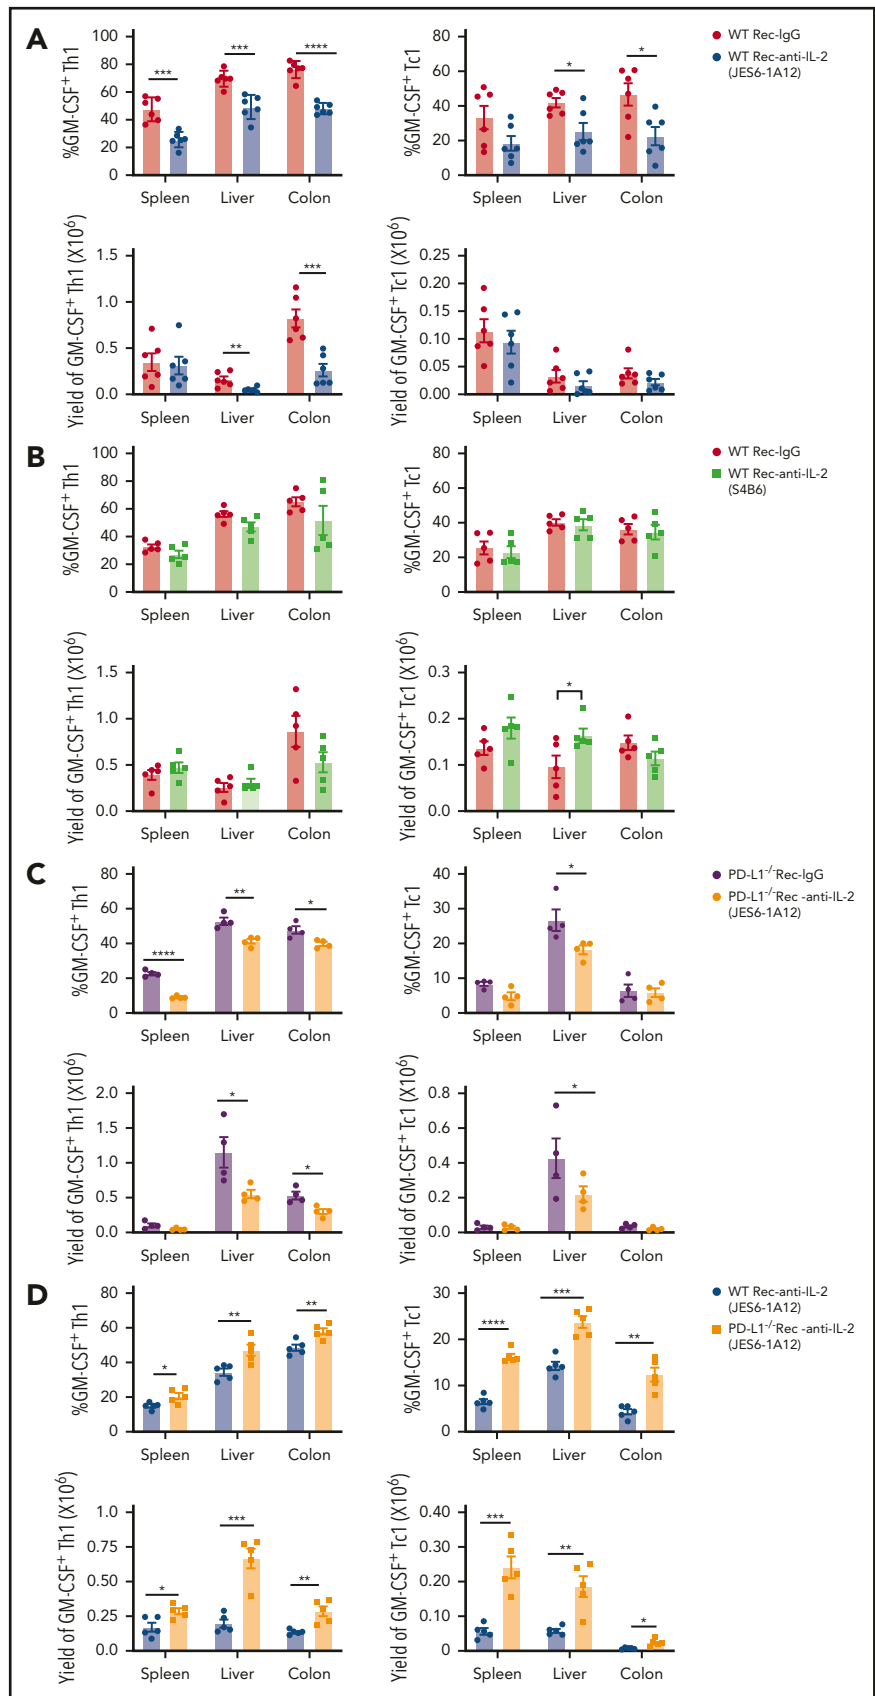 A
%GM-CSF+ Th1
100
80
60
40
20
0
***
***
****
Spleen Liver Colon
%GM-CSF+ Tc1
80
60
40
20
0
*
*
Spleen Liver Colon
WT Rec-IgG
WT Rec-anti-IL-2
(JES6-1A12)
Yield of GM-CSF+ Th1 (X10⁶)
1.5
1.0
0.5
0.0
**
***
Spleen Liver Colon
Yield of GM-CSF+ Tc1 (X10⁶)
0.25
0.20
0.15
0.10
0.05
0.00
Spleen Liver Colon
B
%GM-CSF+ Th1
100
80
60
40
20
0
Spleen Liver Colon
%GM-CSF+ Tc1
80
60
40
20
0
Spleen Liver Colon
WT Rec-IgG
WT Rec-anti-IL-2
(S4B6)
Yield of GM-CSF+ Th1 (X10⁶)
1.5
1.0
0.5
0.0
Spleen Liver Colon
Yield of GM-CSF+ Tc1 (X10⁶)
0.3
0.2
0.1
0.0
*
Spleen Liver Colon
C
%GM-CSF+ Th1
80
60
40
20
0
****
**
*
Spleen Liver Colon
%GM-CSF+ Tc1
40
30
20
10
0
*
Spleen Liver Colon
PD-L1-/-Rec-IgG
PD-L1-/-Rec -anti-IL-2
(JES6-1A12)
Yield of GM-CSF+ Th1 (X10⁶)
2.0
1.5
1.0
0.5
0.0
*
*
Spleen Liver Colon
Yield of GM-CSF+ Tc1 (X10⁶)
0.8
0.6
0.4
0.2
0.0
*
Spleen Liver Colon
D
%GM-CSF+ Th1
80
60
40
20
0
*
**
**
Spleen Liver Colon
%GM-CSF+ Tc1
30
20
10
0
****
***
**
Spleen Liver Colon
WT Rec-anti-IL-2
(JES6-1A12)
PD-L1-/-Rec -anti-IL-2
(JES6-1A12)
Yield of GM-CSF+ Th1 (X10⁶)
1.0
0.75
0.50
0.25
0.0
*
***
**
Spleen Liver Colon
Yield of GM-CSF+ Tc1 (X10⁶)
0.40
0.30
0.20
0.10
0.00
***
**
*
Spleen Liver Colon